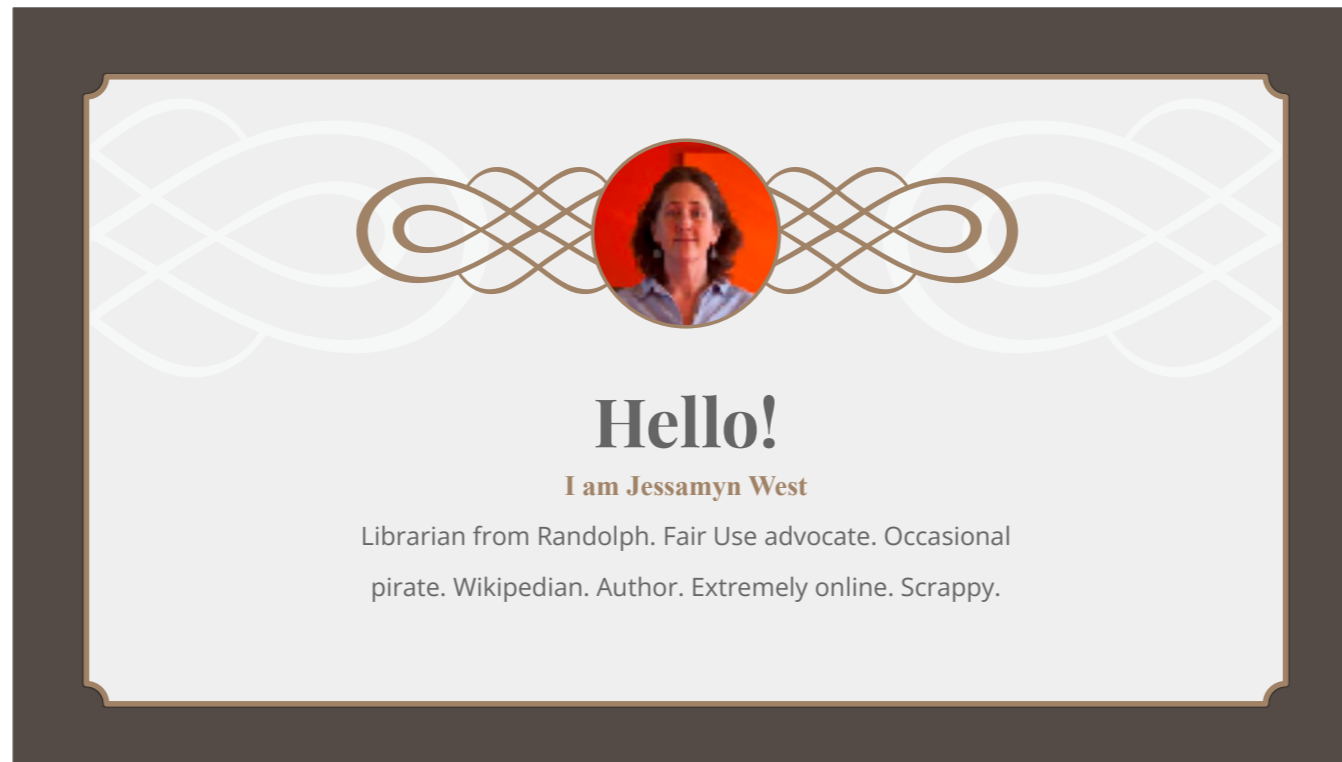 Hello!
I am Jessamyn West
Librarian from Randolph. Fair Use advocate. Occasional
pirate. Wikipedian. Author. Extremely online. Scrappy.